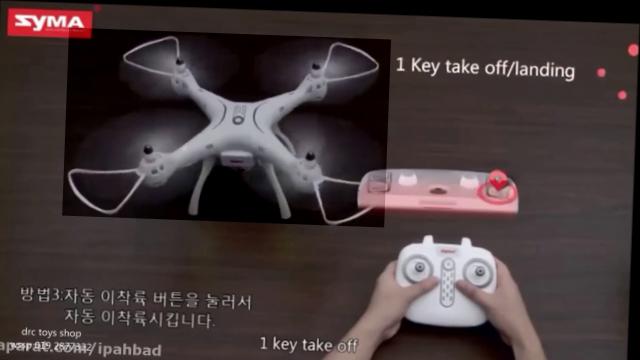 SYMA
1 Key take off/landing
방법3:자동 이착륙 버튼을 눌러서
자동 이착륙시킵니다.
drc toys shop
aparat.com/ipahbad
1 key take off